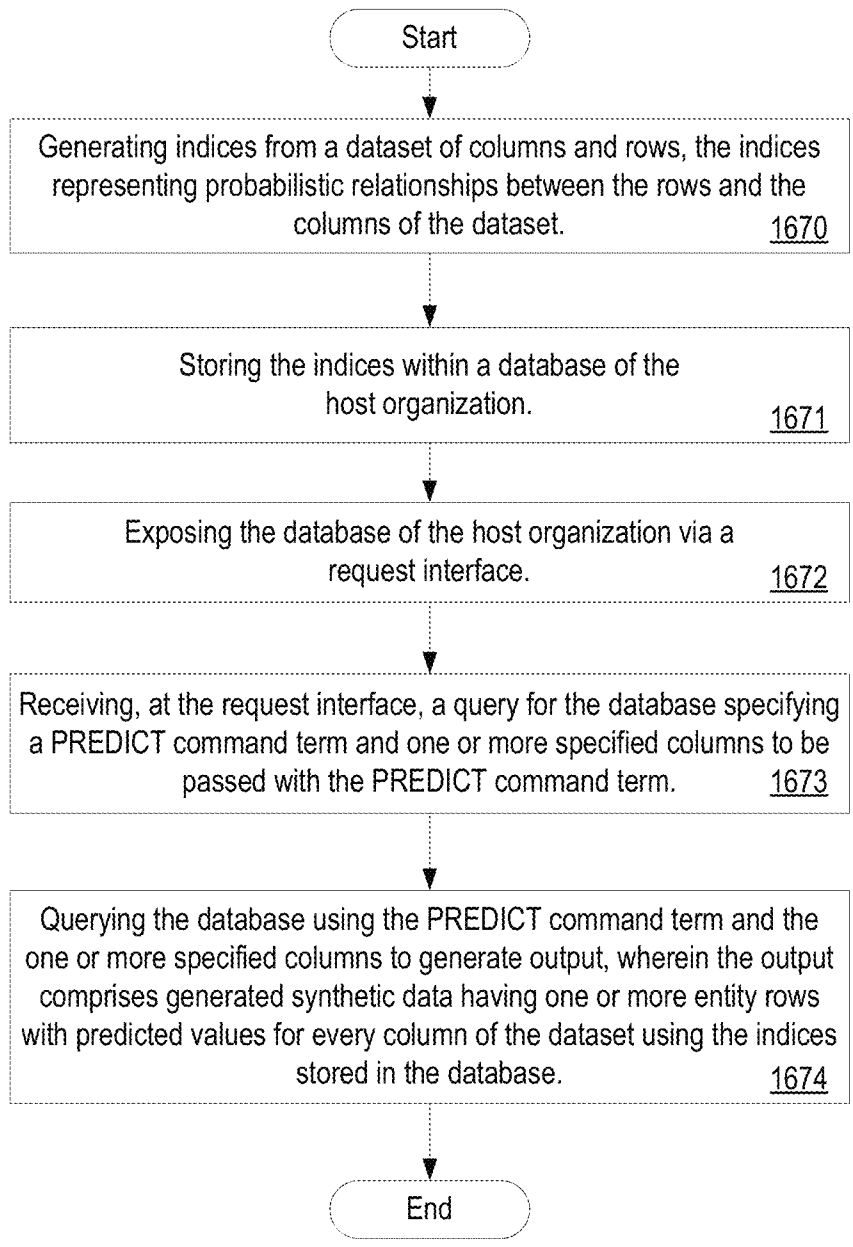 Start
Generating indices from a dataset of columns and rows, the indices
representing probabilistic relationships between the rows and the
columns of the dataset.
1670
Storing the indices within a database of the
host organization.
1671
Exposing the database of the host organization via a
request interface.
1672
Receiving, at the request interface, a query for the database specifying
a PREDICT command term and one or more specified columns to be
passed with the PREDICT command term.
1673
Querying the database using the PREDICT command term and the
one or more specified columns to generate output, wherein the output
comprises generated synthetic data having one or more entity rows
with predicted values for every column of the dataset using the indices
stored in the database.
1674
End